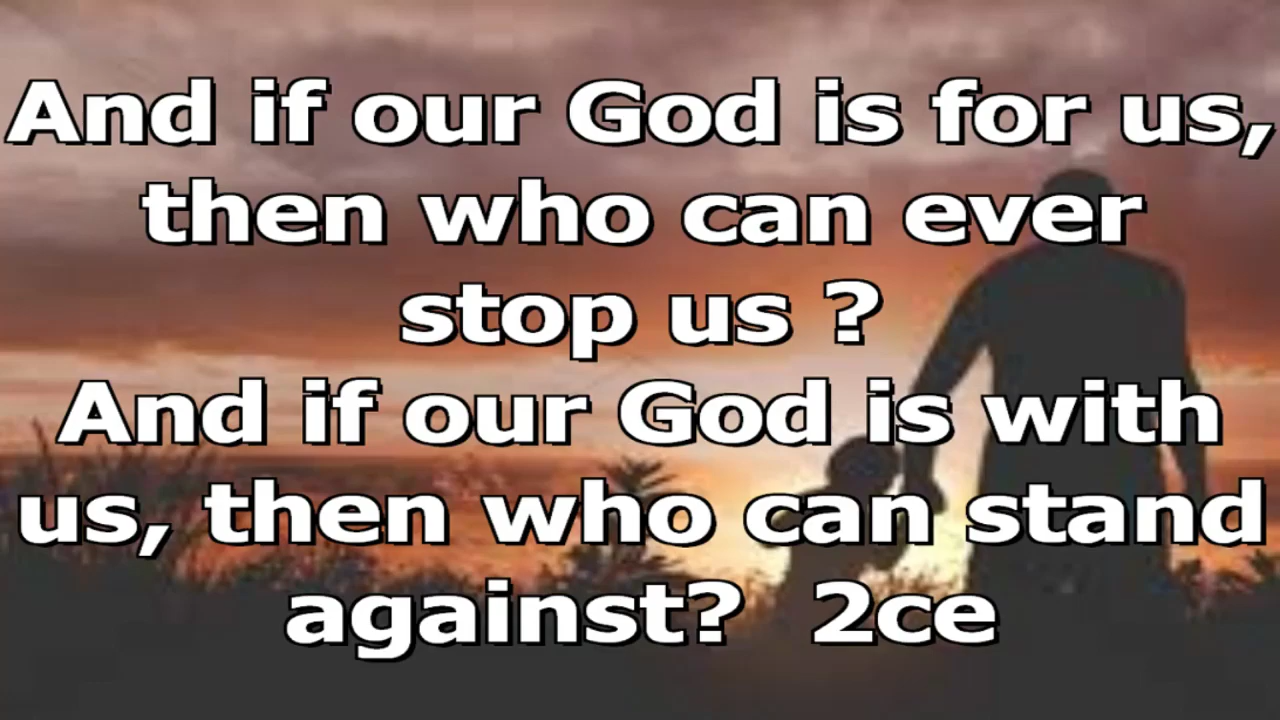 And if our God is for us,
then who can ever
stop us ?
And if our God is with
us, then who can stand
against?  2ce